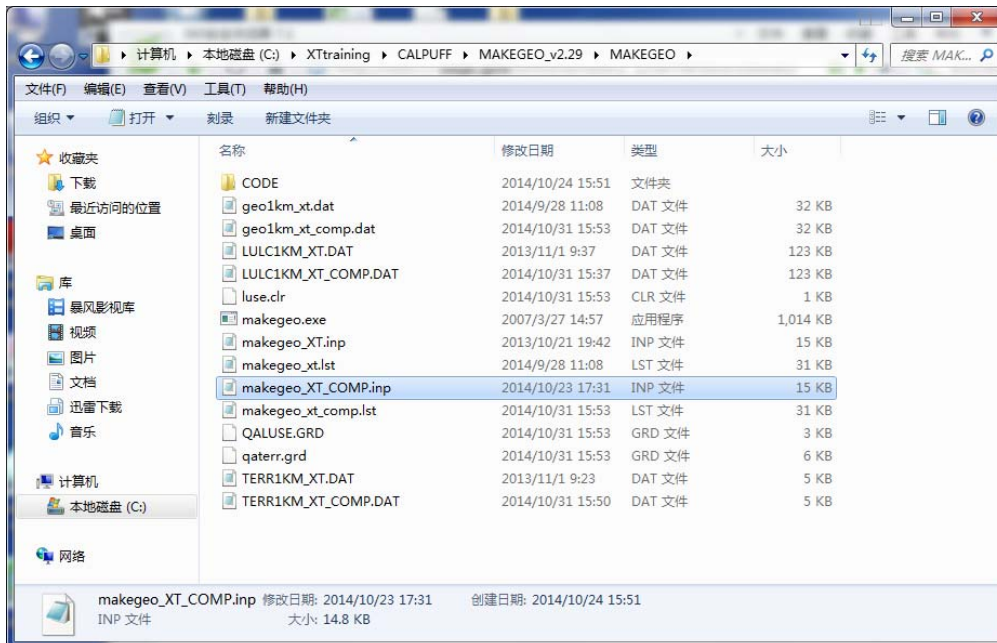 计算机 ▸ 本地磁盘 (C:) ▸ XTtraining ▸ CALPUFF ▸ MAKEGEO_v2.29 ▸ MAKEGEO ▸ 搜索 MAK...
文件(F) 编辑(E) 查看(V) 工具(T) 帮助(H)
组织 打开 刻录 新建文件夹
收藏夹
下载
最近访问的位置
桌面
库
暴风影视库
视频
图片
文档
迅雷下载
音乐
计算机
本地磁盘 (C:)
网络
名称 修改日期 类型 大小
CODE 2014/10/24 15:51 文件夹
geo1km_xt.dat 2014/9/28 11:08 DAT 文件 32 KB
geo1km_xt_comp.dat 2014/10/31 15:53 DAT 文件 32 KB
LULC1KM_XT.DAT 2013/11/1 9:37 DAT 文件 123 KB
LULC1KM_XT_COMP.DAT 2014/10/31 15:37 DAT 文件 123 KB
luse.clr 2014/10/31 15:53 CLR 文件 1 KB
makegeo.exe 2007/3/27 14:57 应用程序 1,014 KB
makegeo_XT.inp 2013/10/21 19:42 INP 文件 15 KB
makegeo_xt.lst 2014/9/28 11:08 LST 文件 31 KB
makegeo_XT_COMP.inp 2014/10/23 17:31 INP 文件 15 KB
makegeo_xt_comp.lst 2014/10/31 15:53 LST 文件 31 KB
QALUSE.GRD 2014/10/31 15:53 GRD 文件 3 KB
qaterr.grd 2014/10/31 15:53 GRD 文件 6 KB
TERR1KM_XT.DAT 2013/11/1 9:23 DAT 文件 5 KB
TERR1KM_XT_COMP.DAT 2014/10/31 15:50 DAT 文件 5 KB
makegeo_XT_COMP.inp 修改日期: 2014/10/23 17:31 创建日期: 2014/10/24 15:51
INP 文件 大小: 14.8 KB